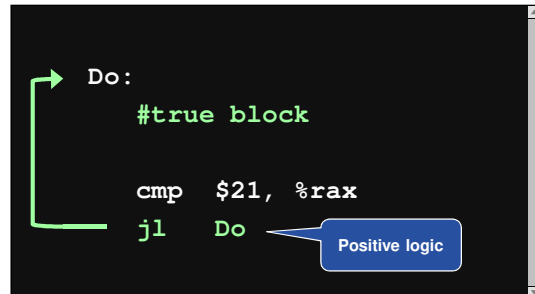 Do:
#true block
cmp $21, %rax
jl Do
Positive logic